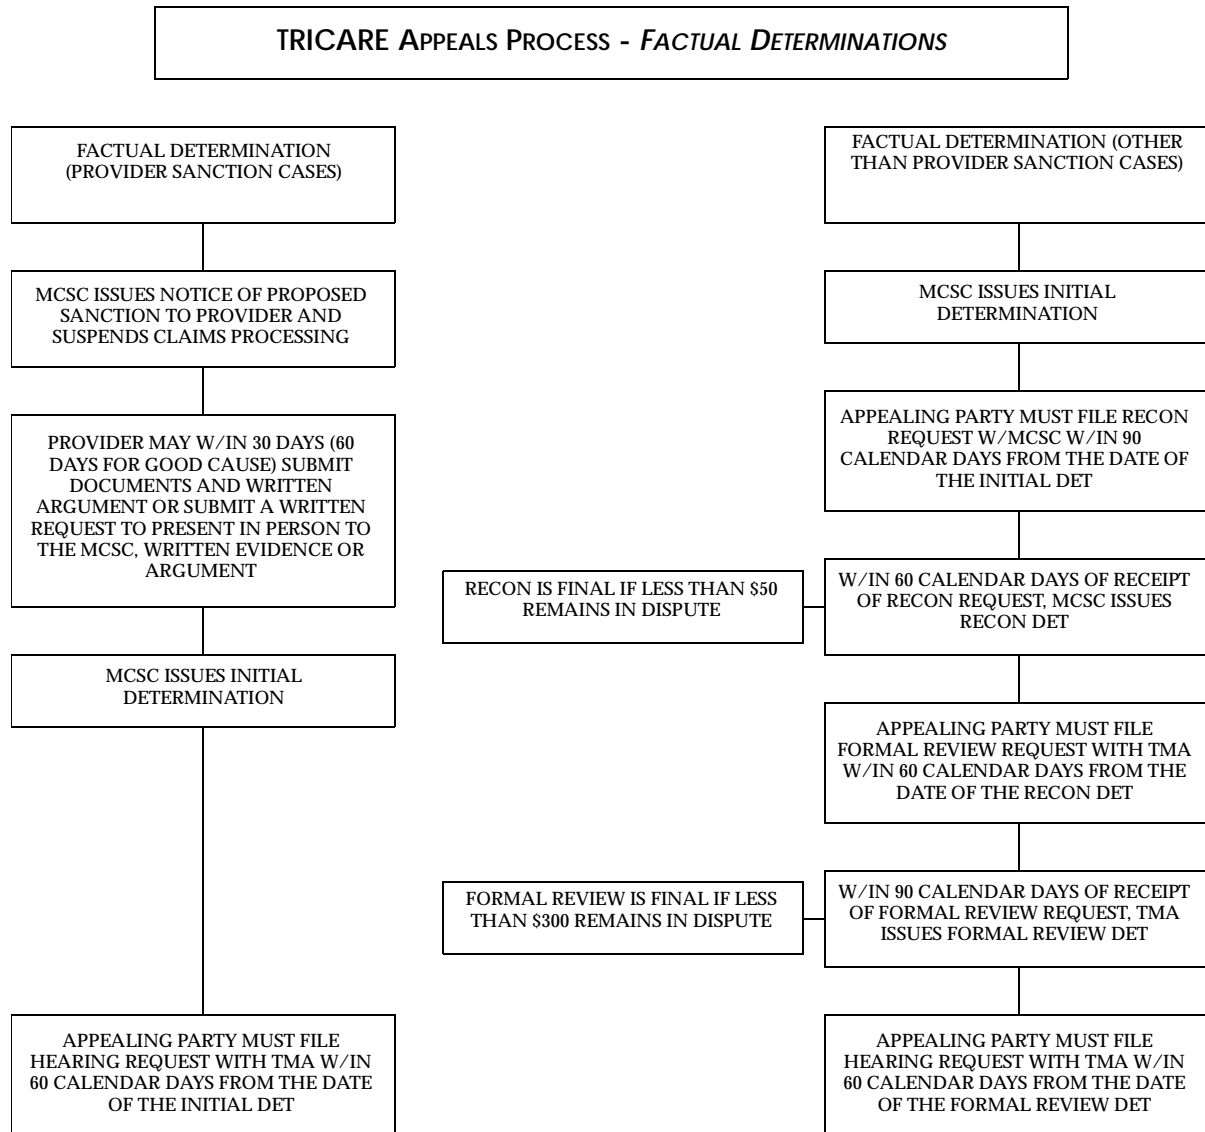 TRICARE APPEALS PROCESS - FACTUAL DETERMINATIONS
FACTUAL DETERMINATION
(PROVIDER SANCTION CASES)
MCSC ISSUES NOTICE OF PROPOSED
SANCTION TO PROVIDER AND
SUSPENDS CLAIMS PROCESSING
PROVIDER MAY W/IN 30 DAYS (60
DAYS FOR GOOD CAUSE) SUBMIT
DOCUMENTS AND WRITTEN
ARGUMENT OR SUBMIT A WRITTEN
REQUEST TO PRESENT IN PERSON TO
THE MCSC, WRITTEN EVIDENCE OR
ARGUMENT
MCSC ISSUES INITIAL
DETERMINATION
APPEALING PARTY MUST FILE
HEARING REQUEST WITH TMA W/IN
60 CALENDAR DAYS FROM THE DATE
OF THE INITIAL DET
FACTUAL DETERMINATION (OTHER
THAN PROVIDER SANCTION CASES)
MCSC ISSUES INITIAL
DETERMINATION
APPEALING PARTY MUST FILE RECON
REQUEST W/MCSC W/IN 90
CALENDAR DAYS FROM THE DATE OF
THE INITIAL DET
RECON IS FINAL IF LESS THAN $50
REMAINS IN DISPUTE
W/IN 60 CALENDAR DAYS OF RECEIPT
OF RECON REQUEST, MCSC ISSUES
RECON DET
APPEALING PARTY MUST FILE
FORMAL REVIEW REQUEST WITH TMA
W/IN 60 CALENDAR DAYS FROM THE
DATE OF THE RECON DET
FORMAL REVIEW IS FINAL IF LESS
THAN $300 REMAINS IN DISPUTE
W/IN 90 CALENDAR DAYS OF RECEIPT
OF FORMAL REVIEW REQUEST, TMA
ISSUES FORMAL REVIEW DET
APPEALING PARTY MUST FILE
HEARING REQUEST WITH TMA W/IN
60 CALENDAR DAYS FROM THE DATE
OF THE FORMAL REVIEW DET